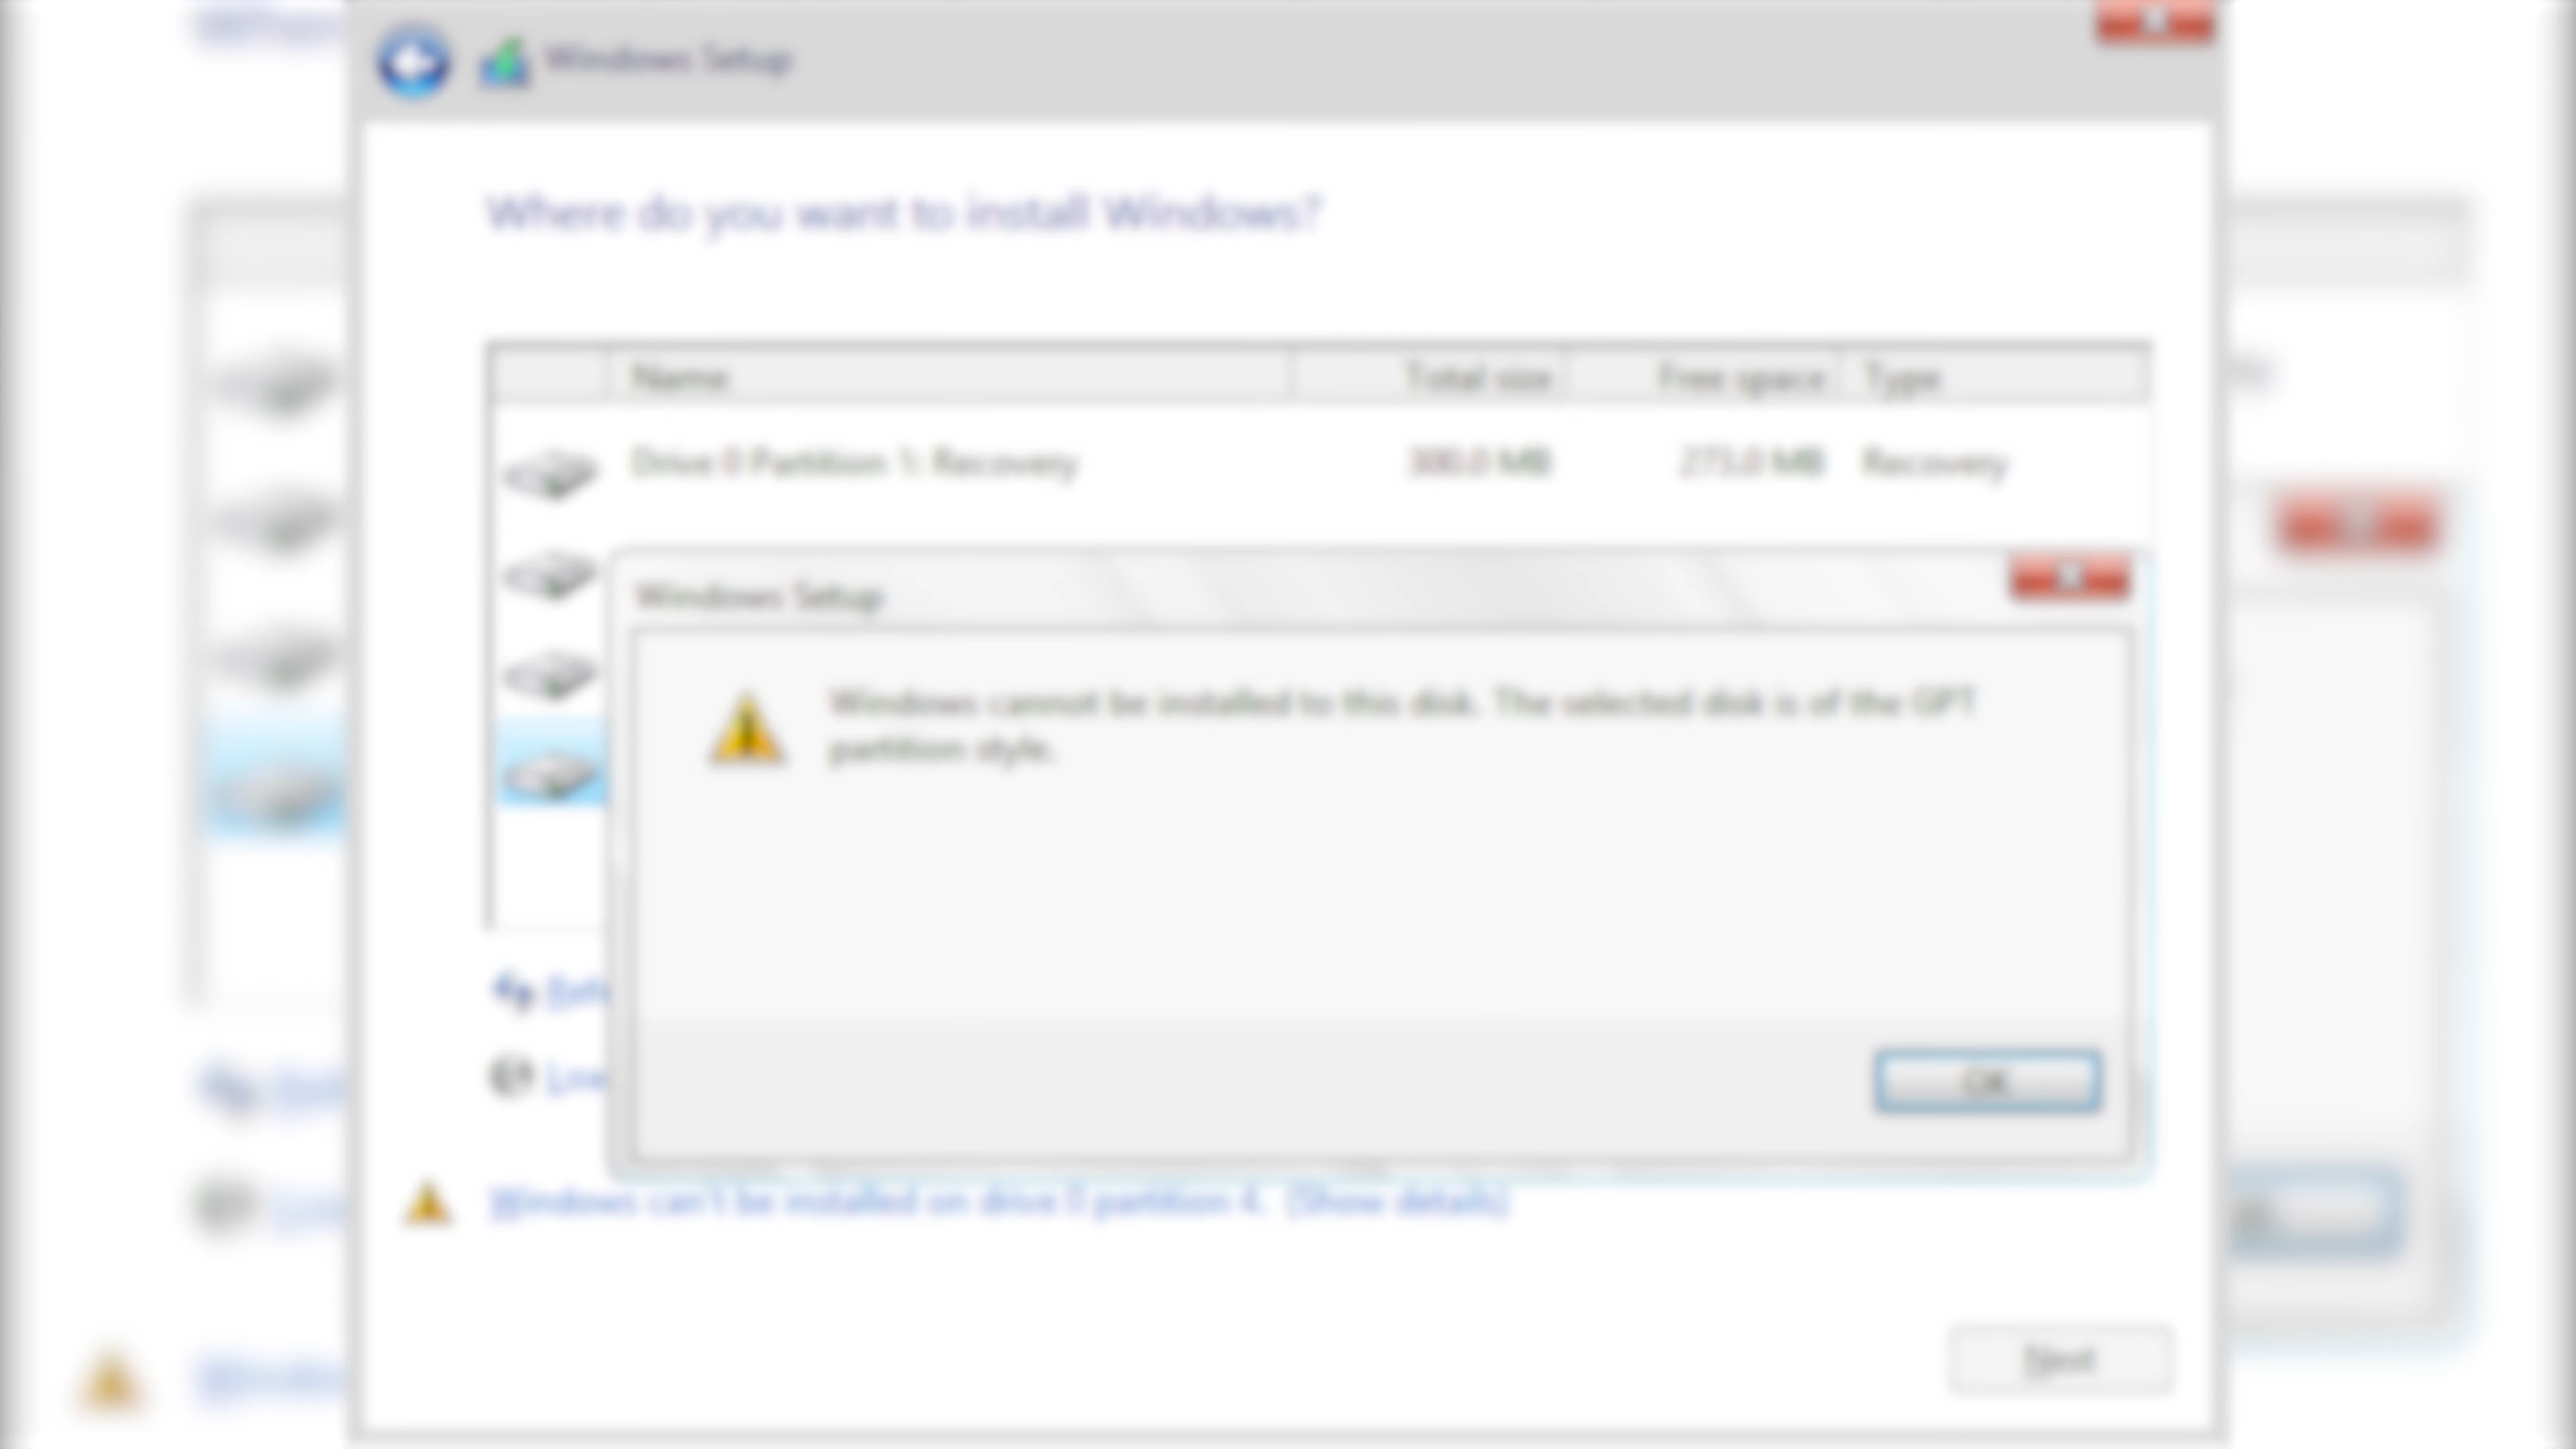 Windows Setup
Where do you want to install Windows?
Name Total size Free space Type
Drive 0 Partition 1: Recovery 300.0 MB 273.0 MB Recovery
Windows Setup
Windows cannot be installed to this disk. The selected disk is of the GPT
partition style.
OK
Windows can't be installed on drive 0 partition 4. (Show details)
Next